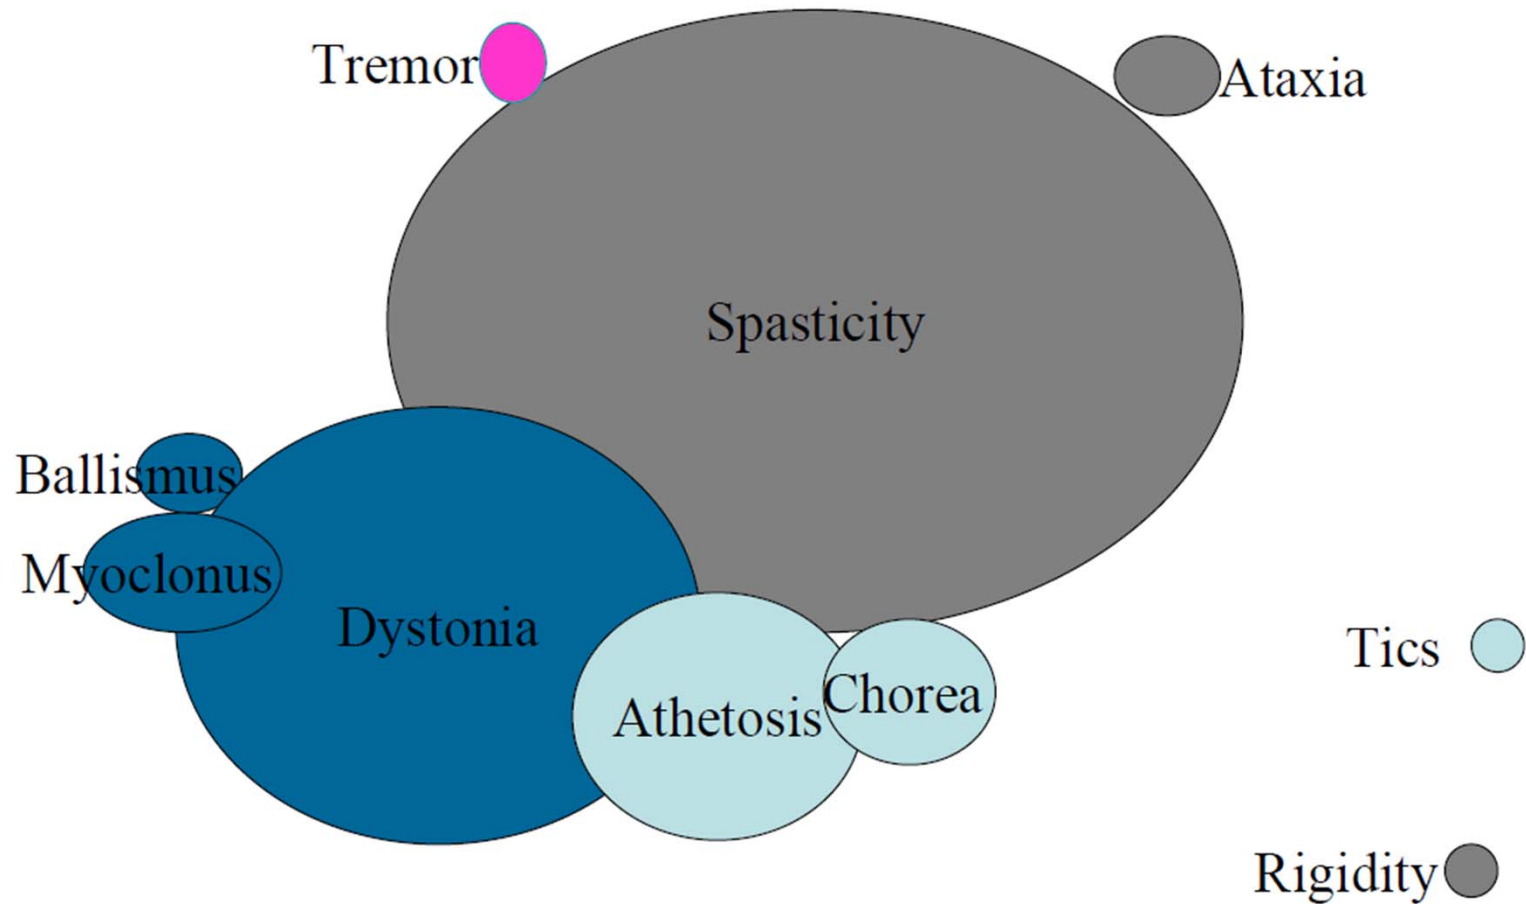 Tremor
Ataxia
Spasticity
Ballismus
Myoclonus
Dystonia
Tics
Athetosis
Chorea
Rigidity